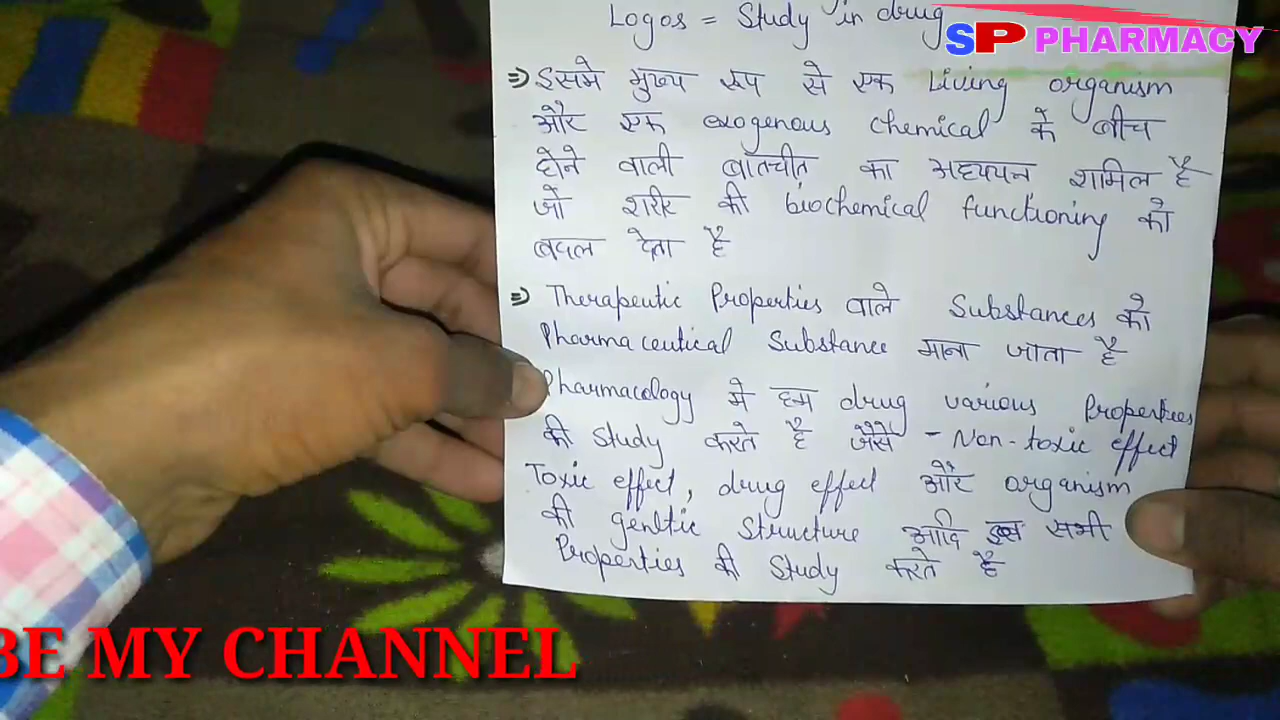 Logos = Study in drug
SP PHARMACY
⇒ इसमे मुख्य रूप से एक Living organism
और एक exogenous chemical के बीच
होने वाली बातचीत का अध्ययन शामिल है
जो शरीर की biochemical functioning को
बदल देता है
⇒ Therapeutic Properties वाले Substances को
Pharmaceutical Substance माना जाता है
Pharmacology मे हम drug various Properties
की study करते है जैसे - Non-toxic effect
Toxic effect, drug effect और organism
की genitic structure आदि इन सभी
Properties की Study करते है
BE MY CHANNEL